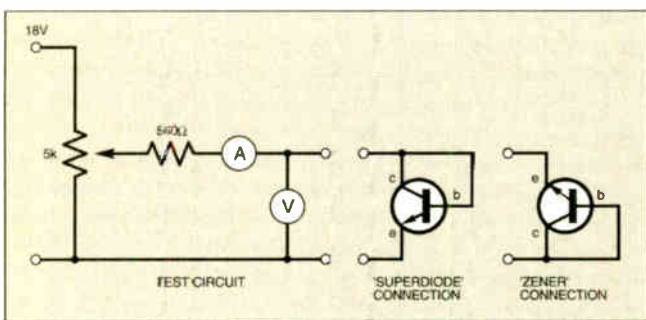 18V
5k
560Ω
A
V
c
b
e
e
b
c
TEST CIRCUIT
'SUPERDIODE'
CONNECTION
'ZENER'
CONNECTION